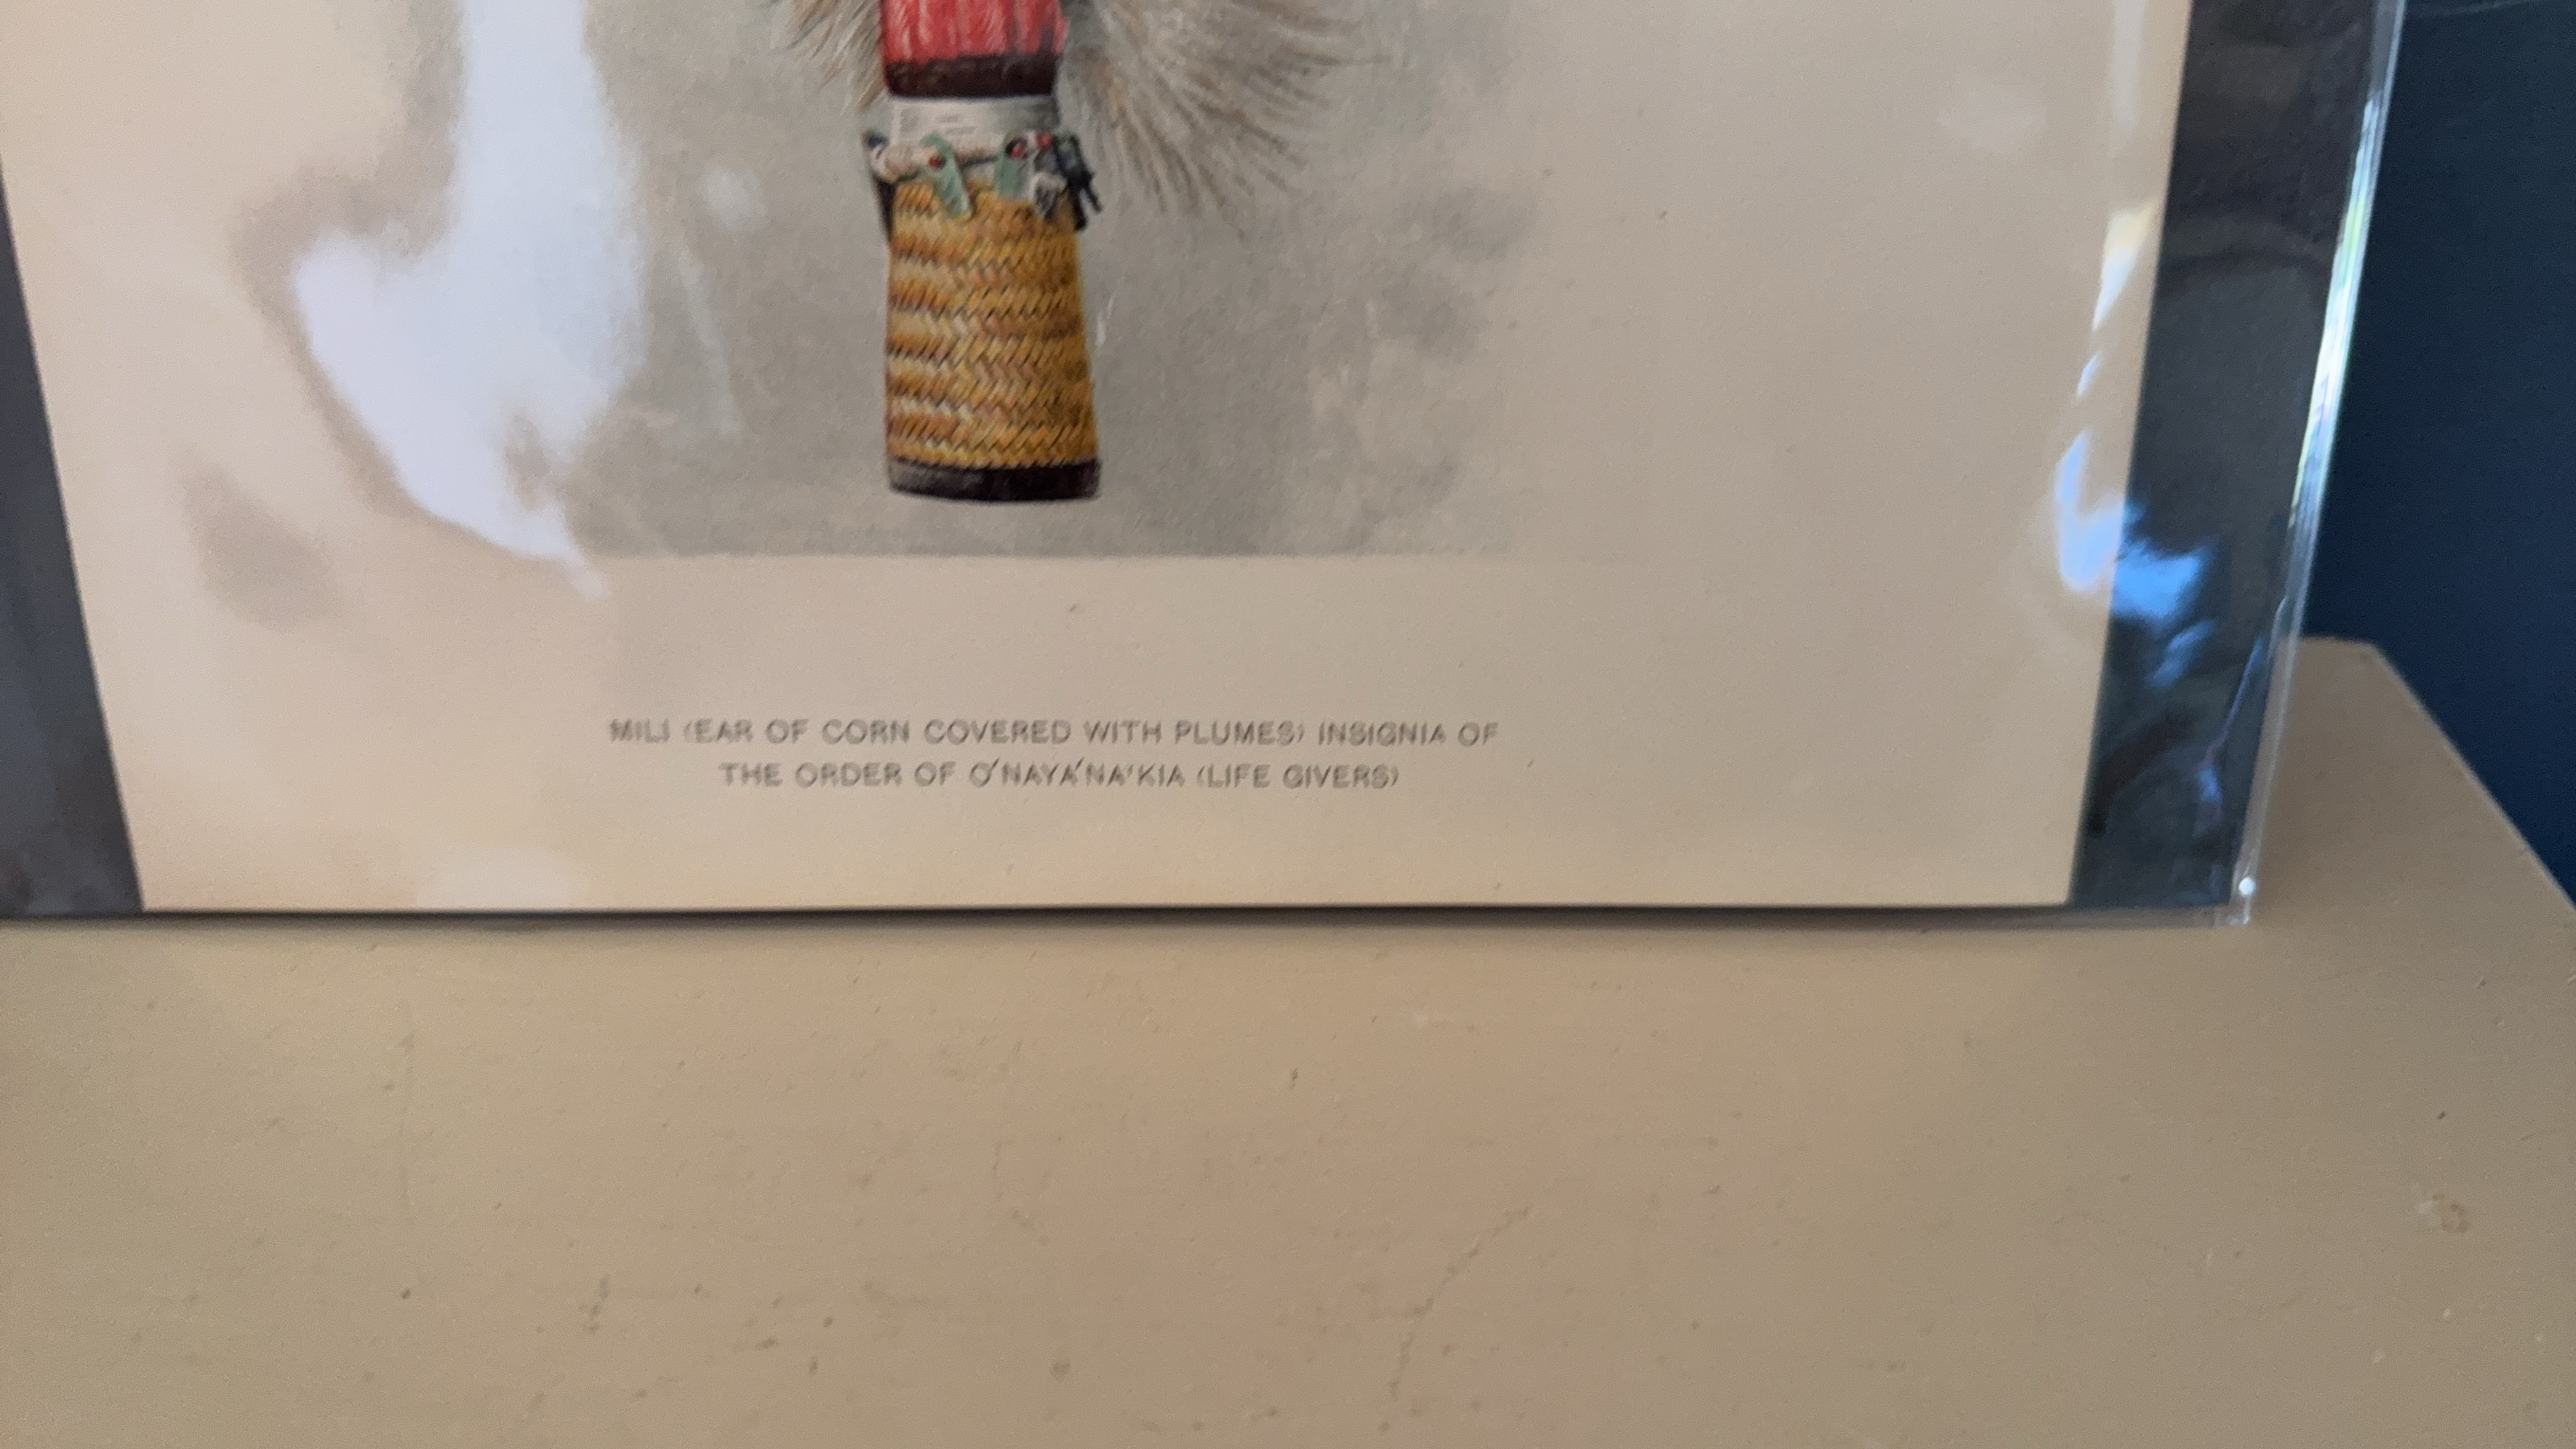 MILI (EAR OF CORN COVERED WITH PLUMES) INSIGNIA OF
THE ORDER OF O'NAYA'NA'KIA (LIFE GIVERS)